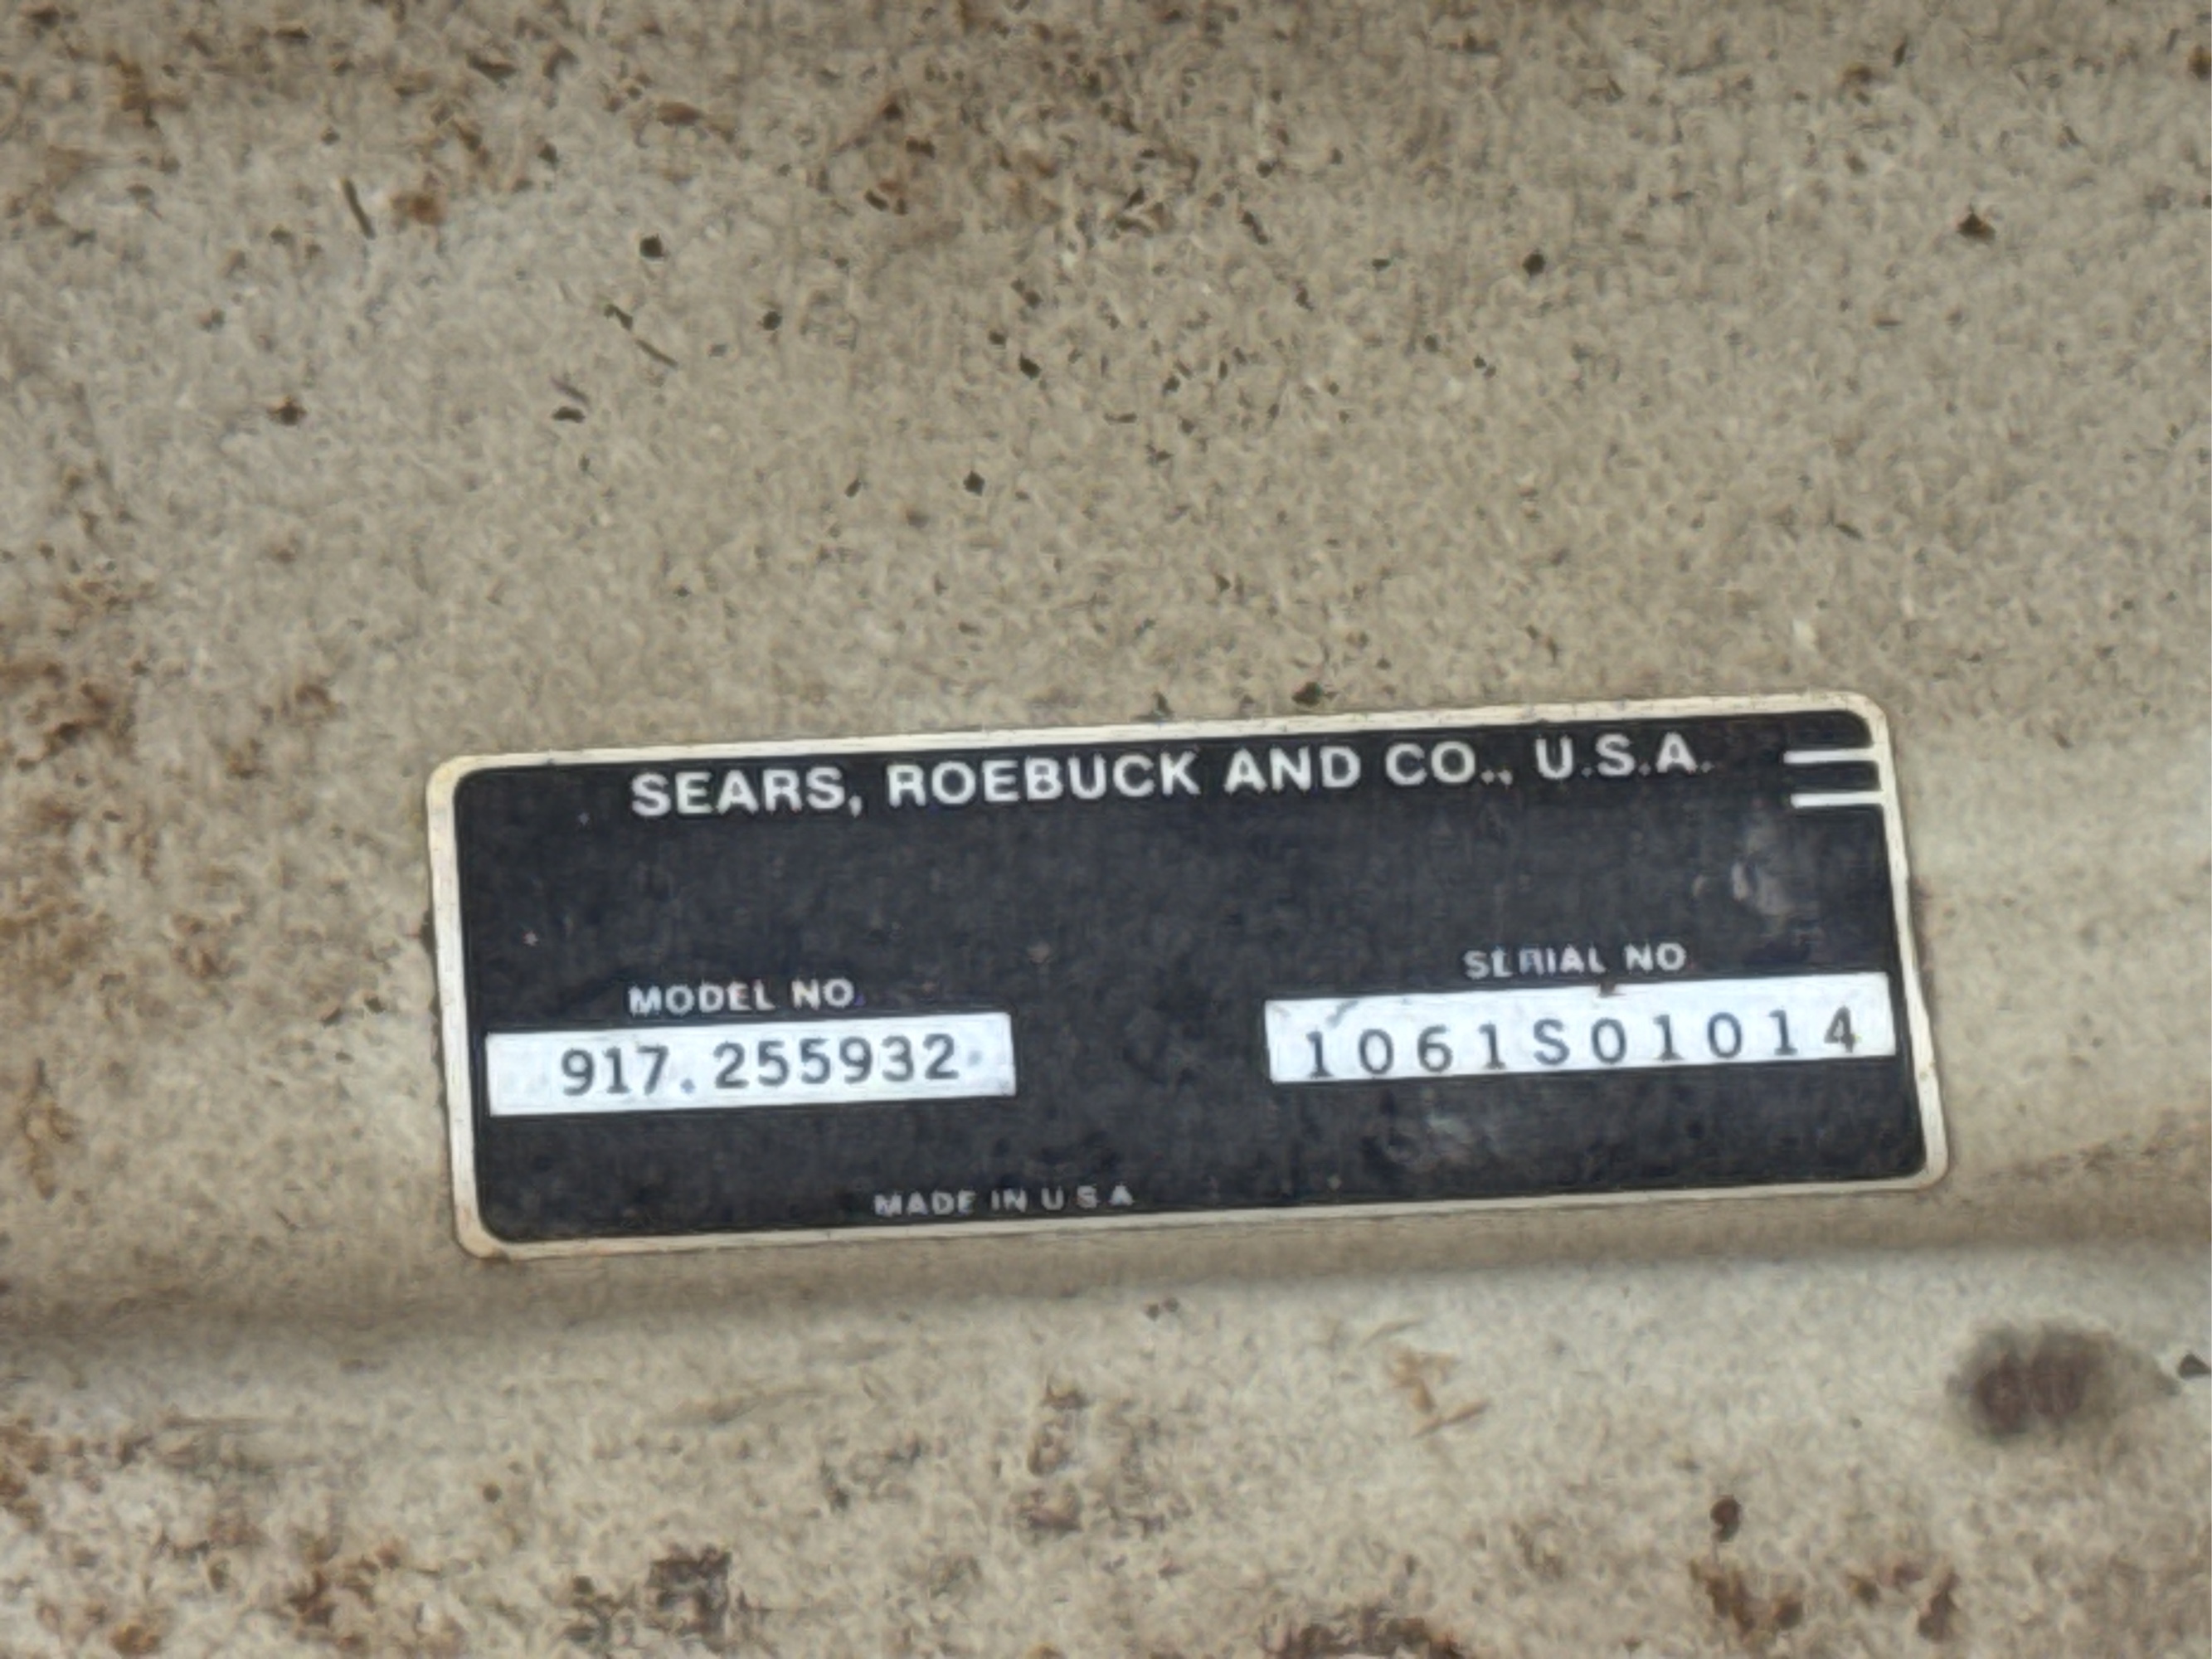 SEARS, ROEBUCK AND CO., U.S.A.
MODEL NO. SERIAL NO
917.255932 1061S01014
MADE IN U S A